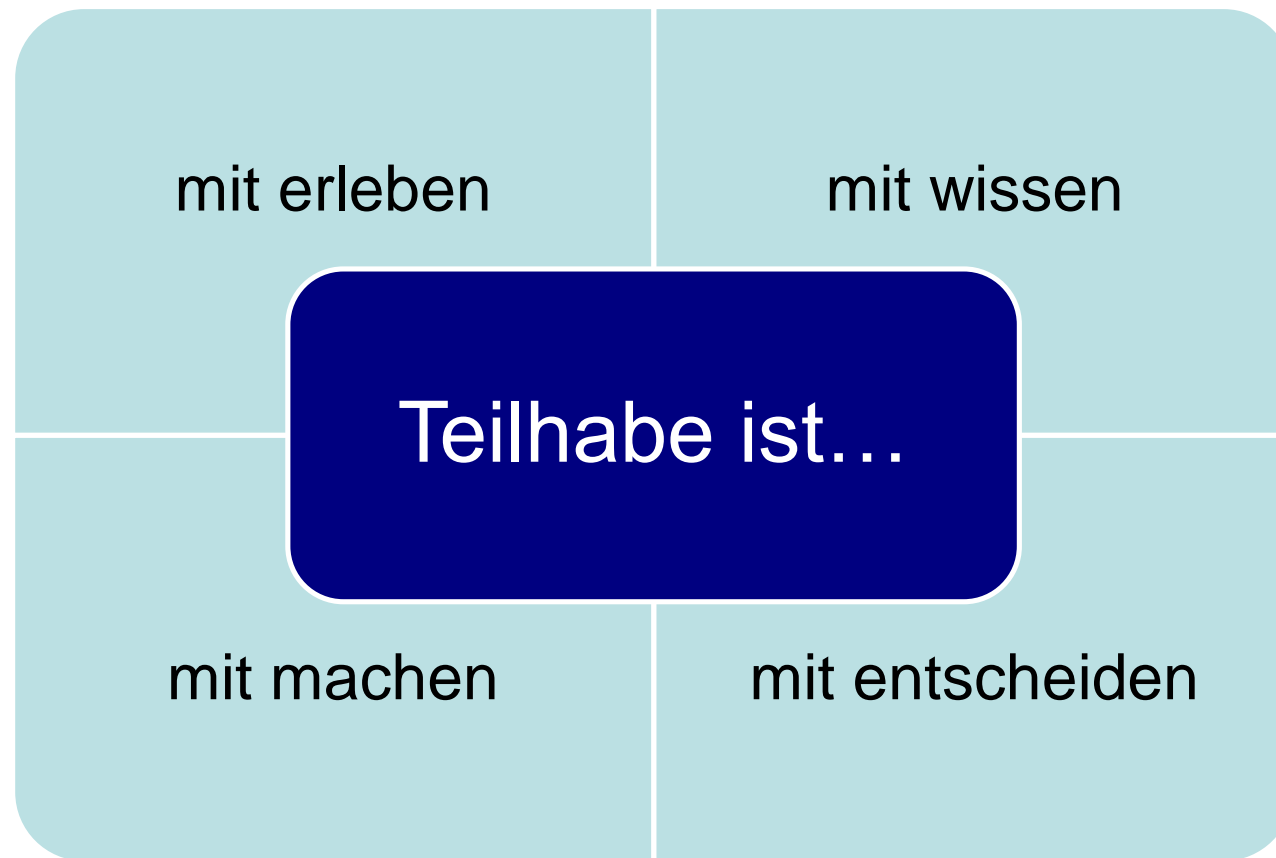 mit erleben
mit wissen
Teilhabe ist…
mit machen
mit entscheiden